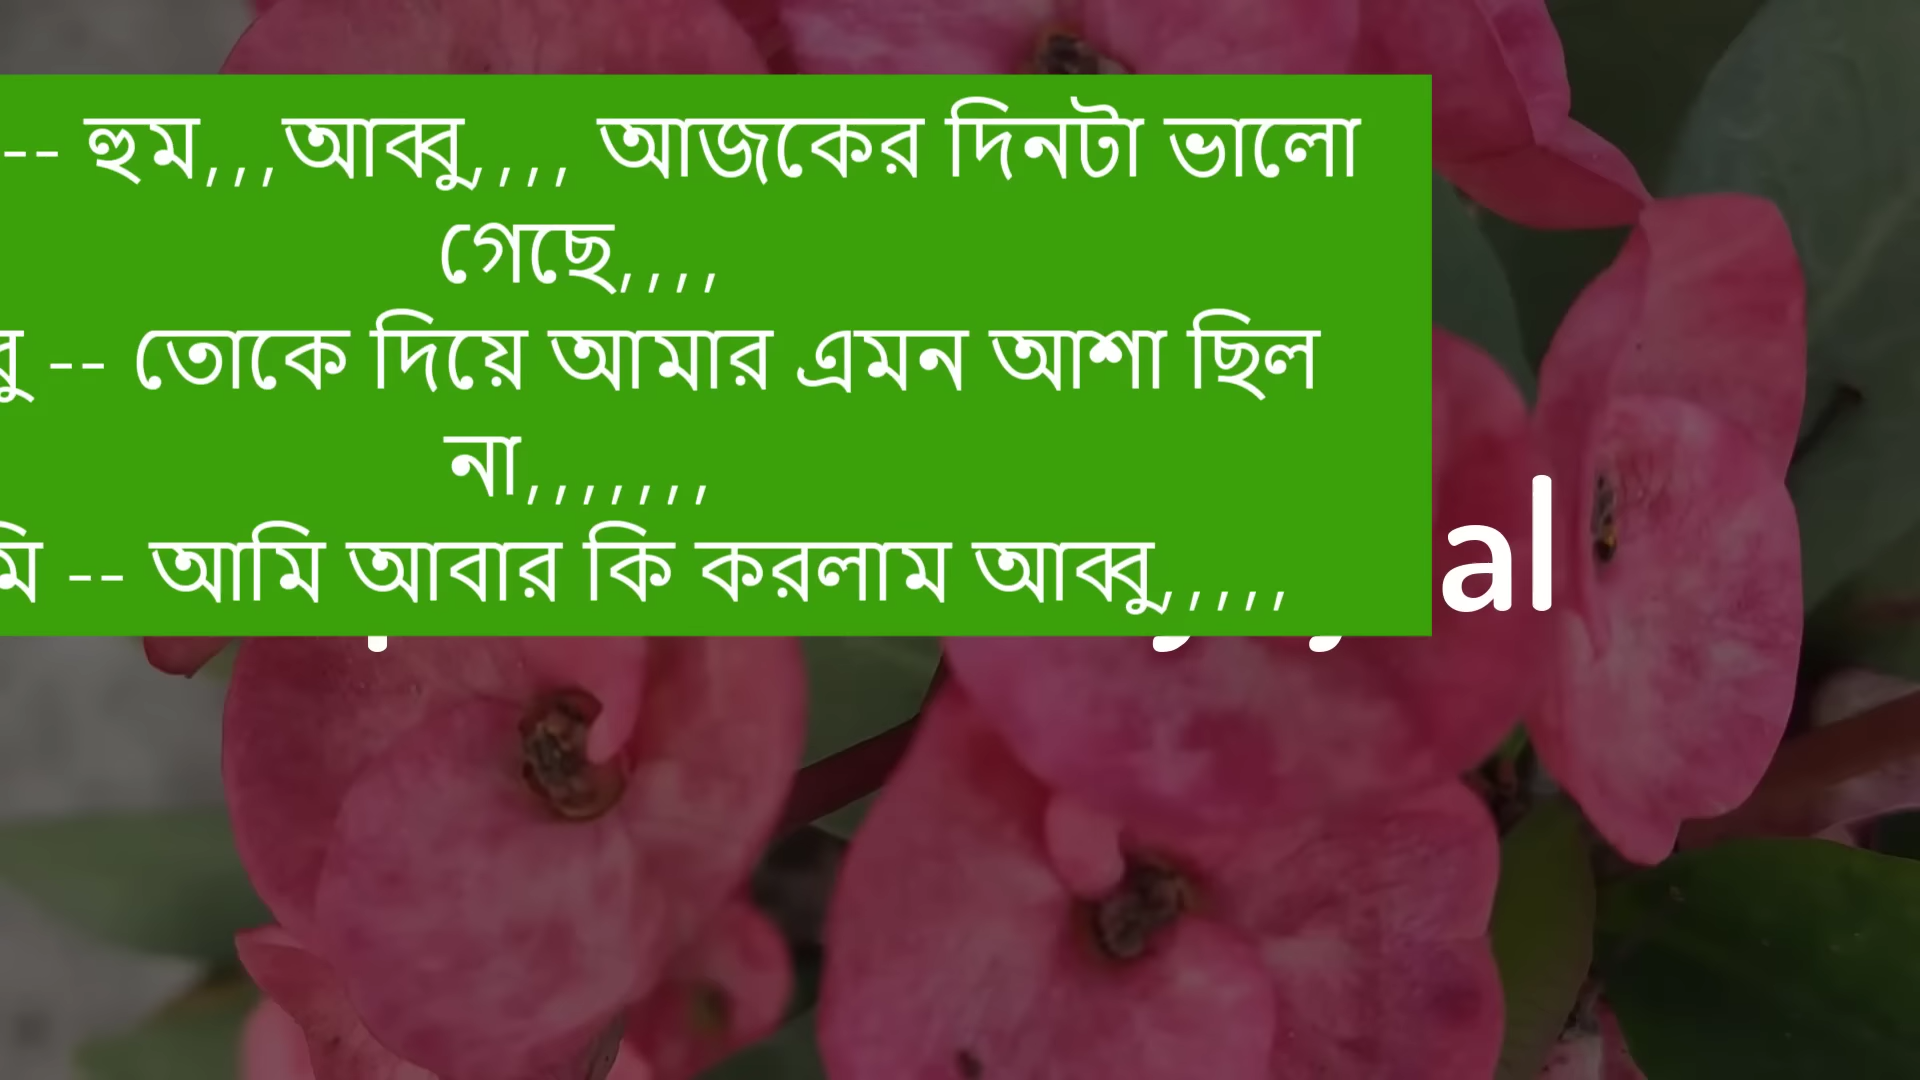 -- হুম,,,আব্বু,,,, আজকের দিনটা ভালো
গেছে,,,,
-- তোকে দিয়ে আমার এমন আশা ছিল
না,,,,,,,
-- আমি আবার কি করলাম আব্বু,,,,,
al